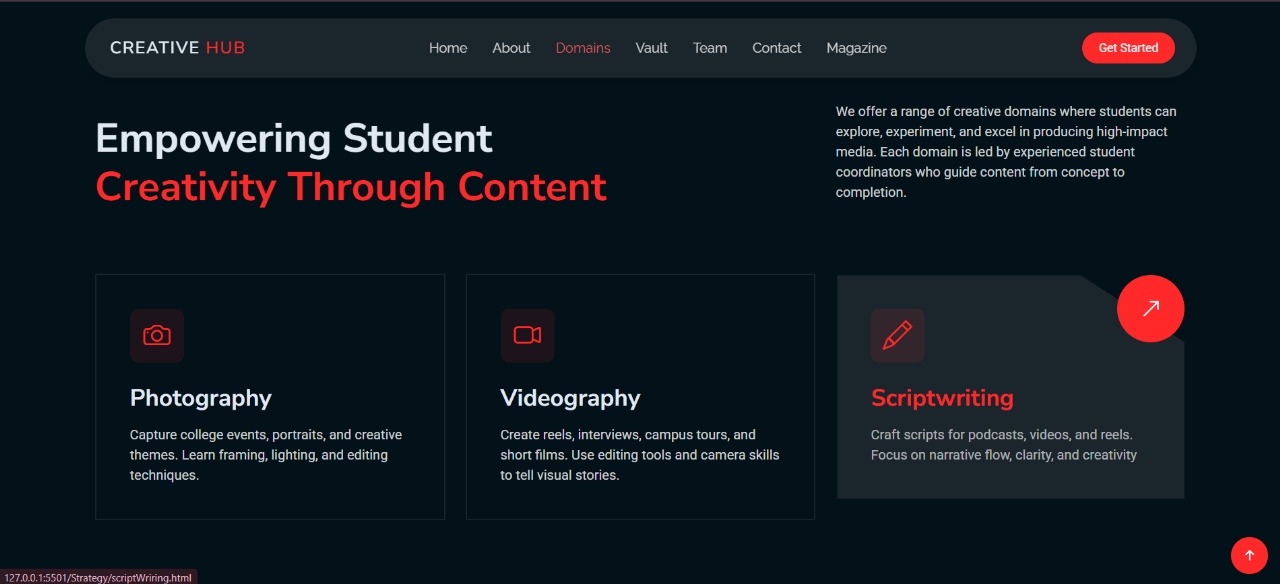 CREATIVE HUB
Home About Domains Vault Team Contact Magazine
Get Started
Empowering Student
Creativity Through Content
We offer a range of creative domains where students can
explore, experiment, and excel in producing high-impact
media. Each domain is led by experienced student
coordinators who guide content from concept to
completion.
Photography
Capture college events, portraits, and creative
themes. Learn framing, lighting, and editing
techniques.
Videography
Create reels, interviews, campus tours, and
short films. Use editing tools and camera skills
to tell visual stories.
Scriptwriting
Craft scripts for podcasts, videos, and reels.
Focus on narrative flow, clarity, and creativity
127.0.0.1:5501/Strategy/scriptWriring.html